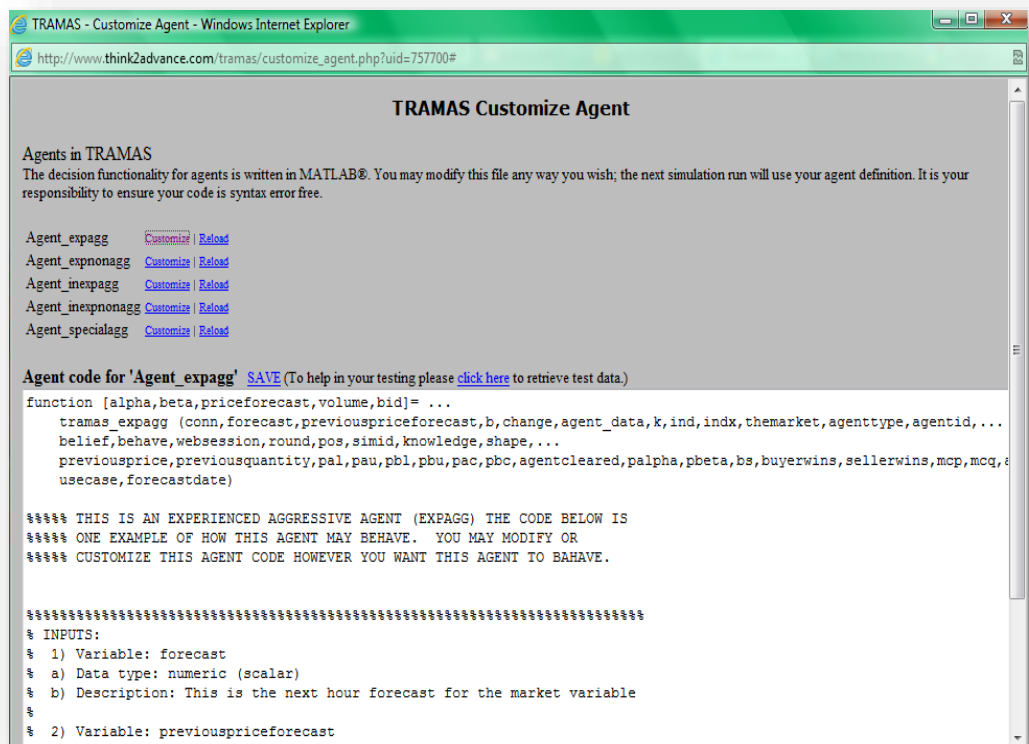 TRAMAS - Customize Agent - Windows Internet Explorer
http://www.think2advance.com/tramas/customize_agent.php?uid=757700#
TRAMAS Customize Agent
Agents in TRAMAS
The decision functionality for agents is written in MATLAB®. You may modify this file any way you wish; the next simulation run will use your agent definition. It is your
responsibility to ensure your code is syntax error free.
Agent_expagg Customize | Reload
Agent_expnonagg Customize | Reload
Agent_inexpagg Customize | Reload
Agent_inexpnonagg Customize | Reload
Agent_specialagg Customize | Reload
Agent code for 'Agent_expagg' SAVE (To help in your testing please click here to retrieve test data.)
function [alpha,beta,priceforecast,volume,bid]= ...
tramas_expagg (conn,forecast,previouspriceforecast,b,change,agent_data,k,ind,indx,themarket,agenttype,agentid,...
belief,behave,websession,round,pos,simid,knowledge,shape,...
previousprice,previousquantity,pal,pau,pbl,pbu,pac,pbc,agentcleared,palpha,pbeta,bs,buyerwins,sellerwins,mcp,mcq,
usecase,forecastdate)
%%%%% THIS IS AN EXPERIENCED AGGRESSIVE AGENT (EXPAGG) THE CODE BELOW IS
%%%%% ONE EXAMPLE OF HOW THIS AGENT MAY BEHAVE. YOU MAY MODIFY OR
%%%%% CUSTOMIZE THIS AGENT CODE HOWEVER YOU WANT THIS AGENT TO BAHAVE.
%%%%%%%%%%%%%%%%%%%%%%%%%%%%%%%%%%%%%%%%%%%%%%%%%%%%%%%%%%%%%%%%%%%%%%%%%%%
% INPUTS:
% 1) Variable: forecast
% a) Data type: numeric (scalar)
% b) Description: This is the next hour forecast for the market variable
%
% 2) Variable: previouspriceforecast